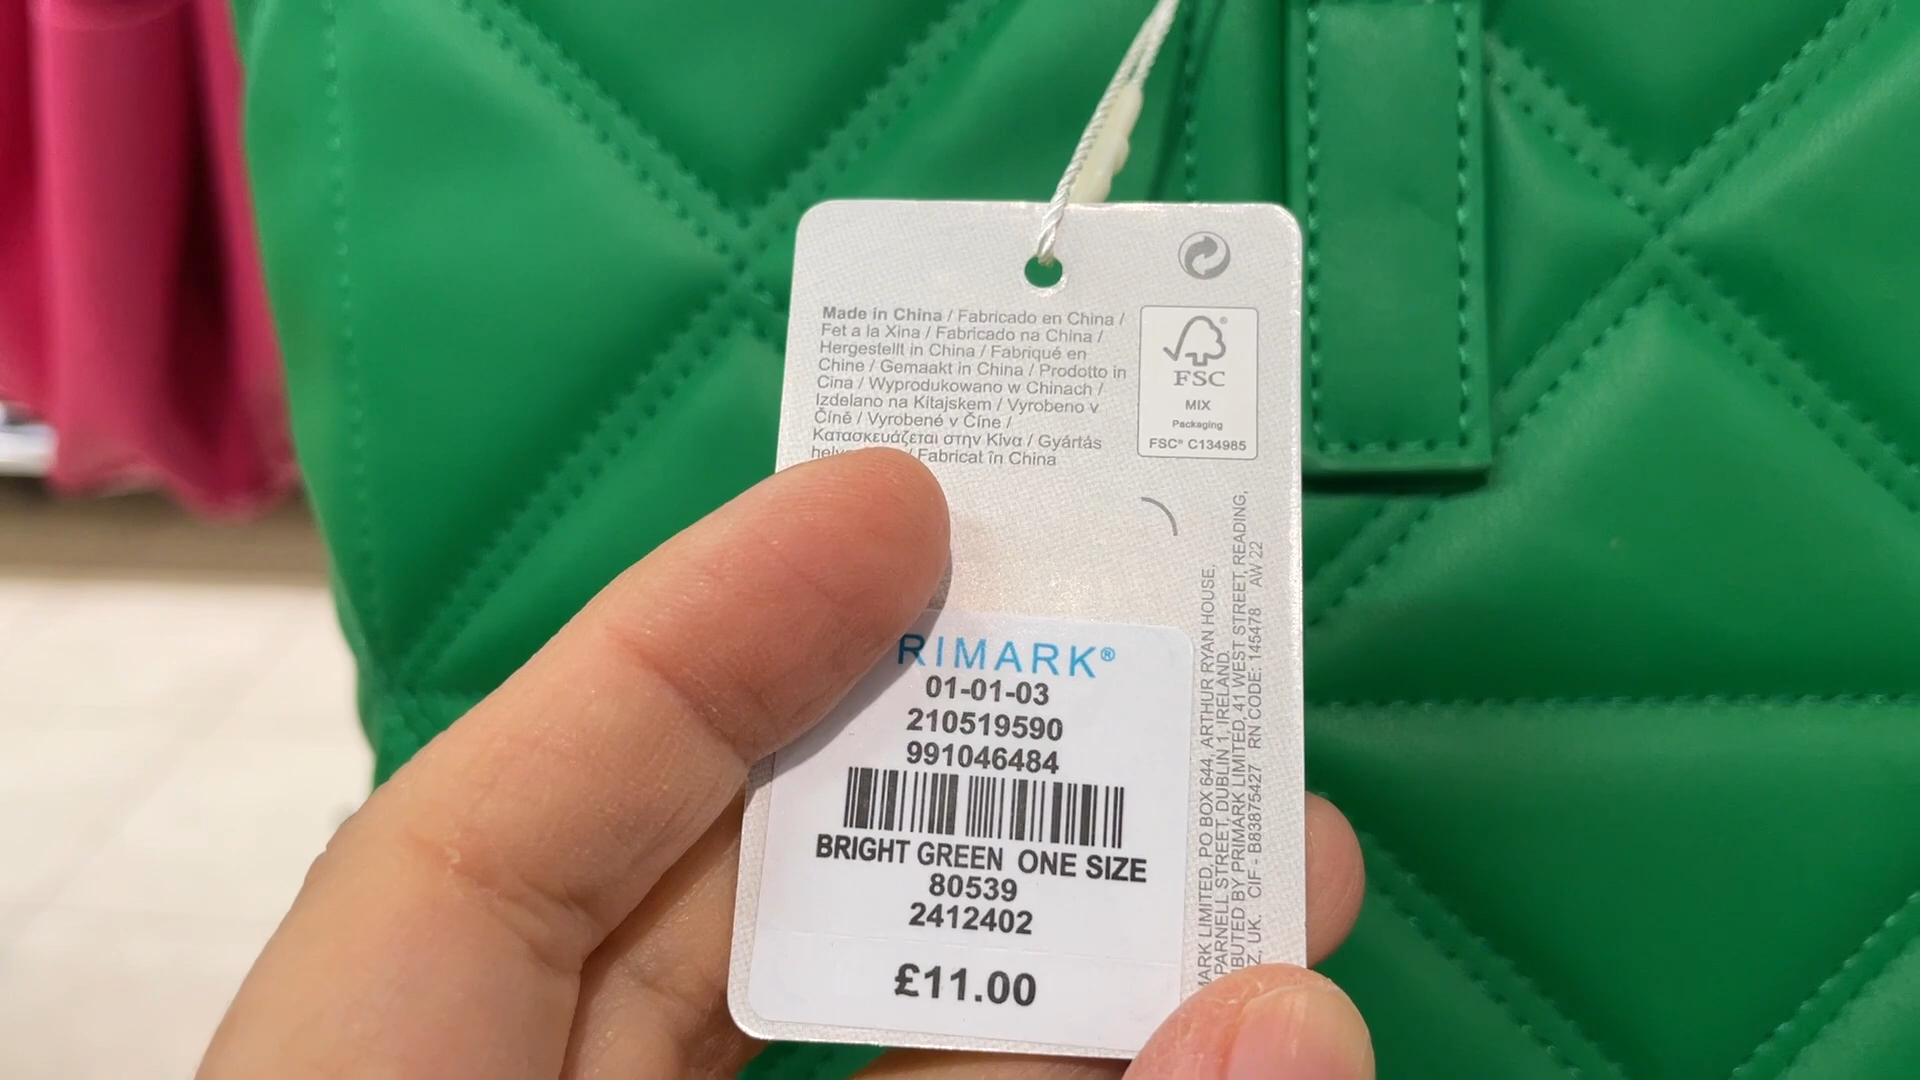 Made in China / Fabricado en China /
Fet a la Xina / Fabricado na China /
Hergestellt in China / Fabriqué en
Chine / Gemaakt in China / Prodotto in
Cina / Wyprodukowano w Chinach /
Izdelano na Kitajskem / Vyrobeno v
Číně / Vyrobené v Číne /
Κατασκευάζεται στην Κίνα / Gyártás
/ Fabricat în China
FSC®
MIX
Packaging
FSC® C134985
RIMARK®
01-01-03
210519590
991046484
BRIGHT GREEN ONE SIZE
80539
2412402
£11.00
MARK LIMITED, PO BOX 644, ARTHUR RYAN HOUSE,
PARNELL STREET, DUBLIN 1, IRELAND.
BUTED BY PRIMARK LIMITED, 41 WEST STREET, READING,
Z, UK. CIF - B83875427 RN CODE: 145478 AW 22